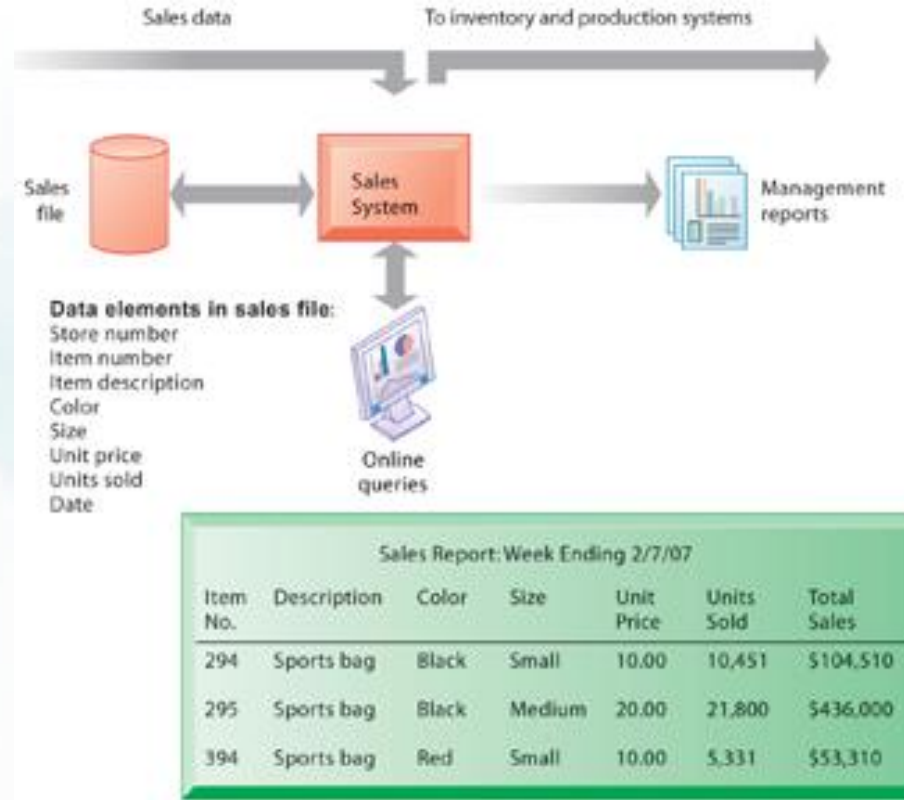 Sales data
To inventory and production systems
Sales
file
Sales
System
Management
reports
Data elements in sales file:
Store number
Item number
Item description
Color
Size
Unit price
Units sold
Date
Online
queries
Sales Report: Week Ending 2/7/07
Item No. Description Color Size Unit Price Units Sold Total Sales
294 Sports bag Black Small 10.00 10,451 $104,510
295 Sports bag Black Medium 20.00 21,800 $436,000
394 Sports bag Red Small 10.00 5,331 $53,310